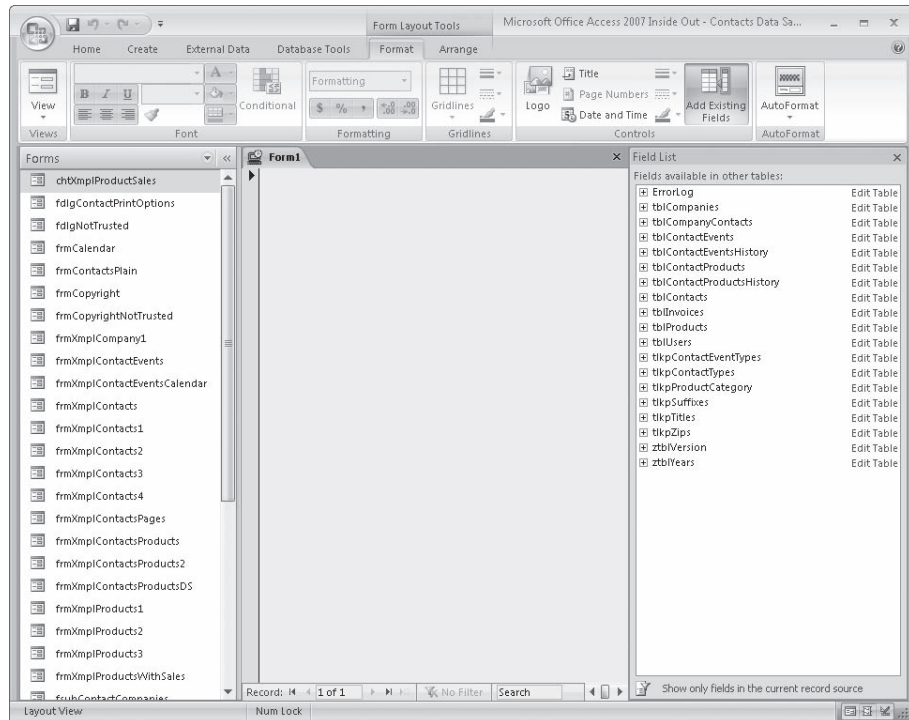 Form Layout Tools
Microsoft Office Access 2007 Inside Out - Contacts Data Sa...
Home Create External Data Database Tools Format Arrange
View
Views
B I U
A
Font
Conditional
Formatting
$ % ,
Formatting
Gridlines
Gridlines
Logo
Title
Page Numbers
Date and Time
Add Existing Fields
Controls
AutoFormat
AutoFormat
Forms
chtXmplProductSales
fdlgContactPrintOptions
fdlgNotTrusted
frmCalendar
frmContactsPlain
frmCopyright
frmCopyrightNotTrusted
frmXmplCompany1
frmXmplContactEvents
frmXmplContactEventsCalendar
frmXmplContacts
frmXmplContacts1
frmXmplContacts2
frmXmplContacts3
frmXmplContacts4
frmXmplContactsPages
frmXmplContactsProducts
frmXmplContactsProducts2
frmXmplContactsProductsDS
frmXmplProducts1
frmXmplProducts2
frmXmplProducts3
frmXmplProductsWithSales
fsubContactCompanies
Form1
Record: 1 of 1 No Filter Search
Field List
Fields available in other tables:
ErrorLog Edit Table
tblCompanies Edit Table
tblCompanyContacts Edit Table
tblContactEvents Edit Table
tblContactEventsHistory Edit Table
tblContactProducts Edit Table
tblContactProductsHistory Edit Table
tblContacts Edit Table
tblInvoices Edit Table
tblProducts Edit Table
tblUsers Edit Table
tlkpContactEventTypes Edit Table
tlkpContactTypes Edit Table
tlkpProductCategory Edit Table
tlkpSuffixes Edit Table
tlkpTitles Edit Table
tlkpZips Edit Table
ztblVersion Edit Table
ztblYears Edit Table
Show only fields in the current record source
Layout View
Num Lock